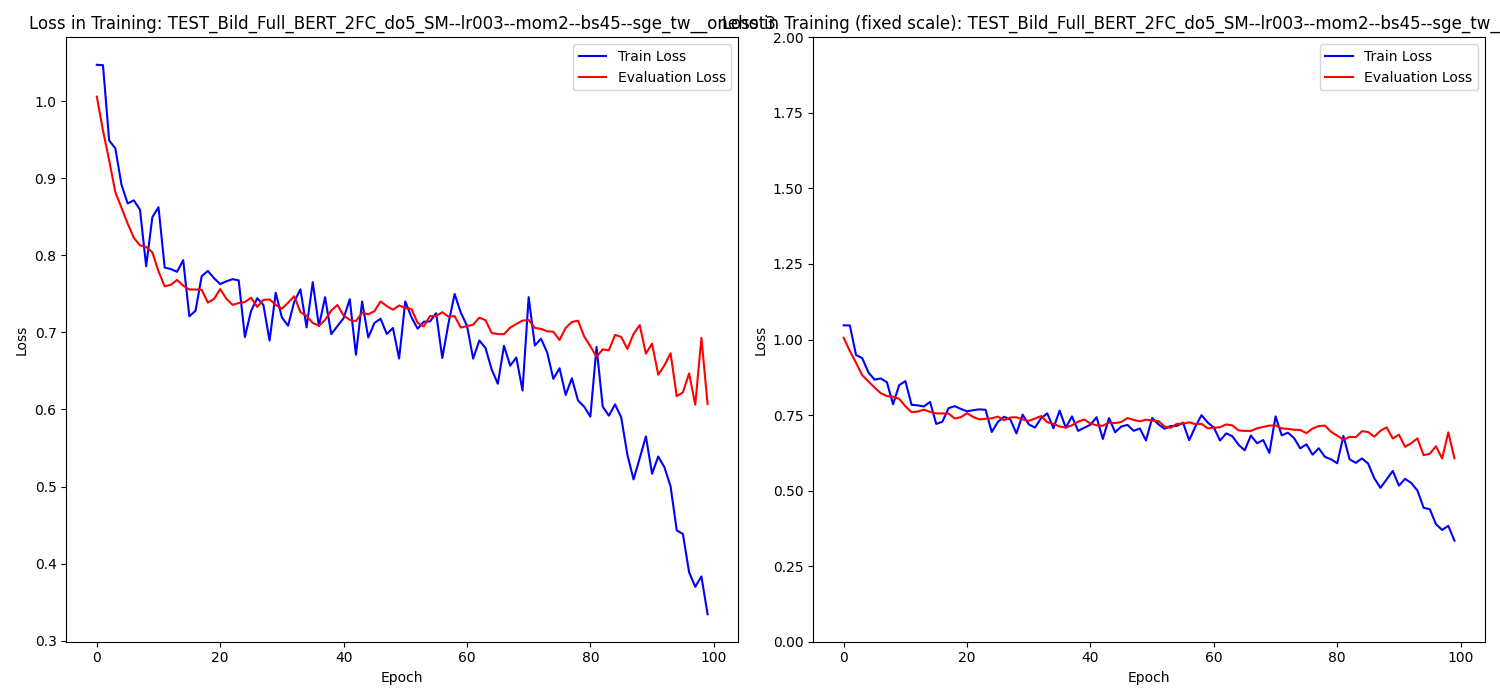 Loss in Training: TEST_Bild_Full_BERT_2FC_do5_SM--lr003--mom2--bs45--sge_tw__onehot
in Training (fixed scale): TEST_Bild_Full_BERT_2FC_do5_SM--lr003--mom2--bs45--sge_tw_
Train Loss
Evaluation Loss
Loss
1.0
0.9
0.8
0.7
0.6
0.5
0.4
0.3
0
20
40
60
80
100
Epoch
Train Loss
Evaluation Loss
Loss
2.00
1.75
1.50
1.25
1.00
0.75
0.50
0.25
0.00
0
20
40
60
80
100
Epoch